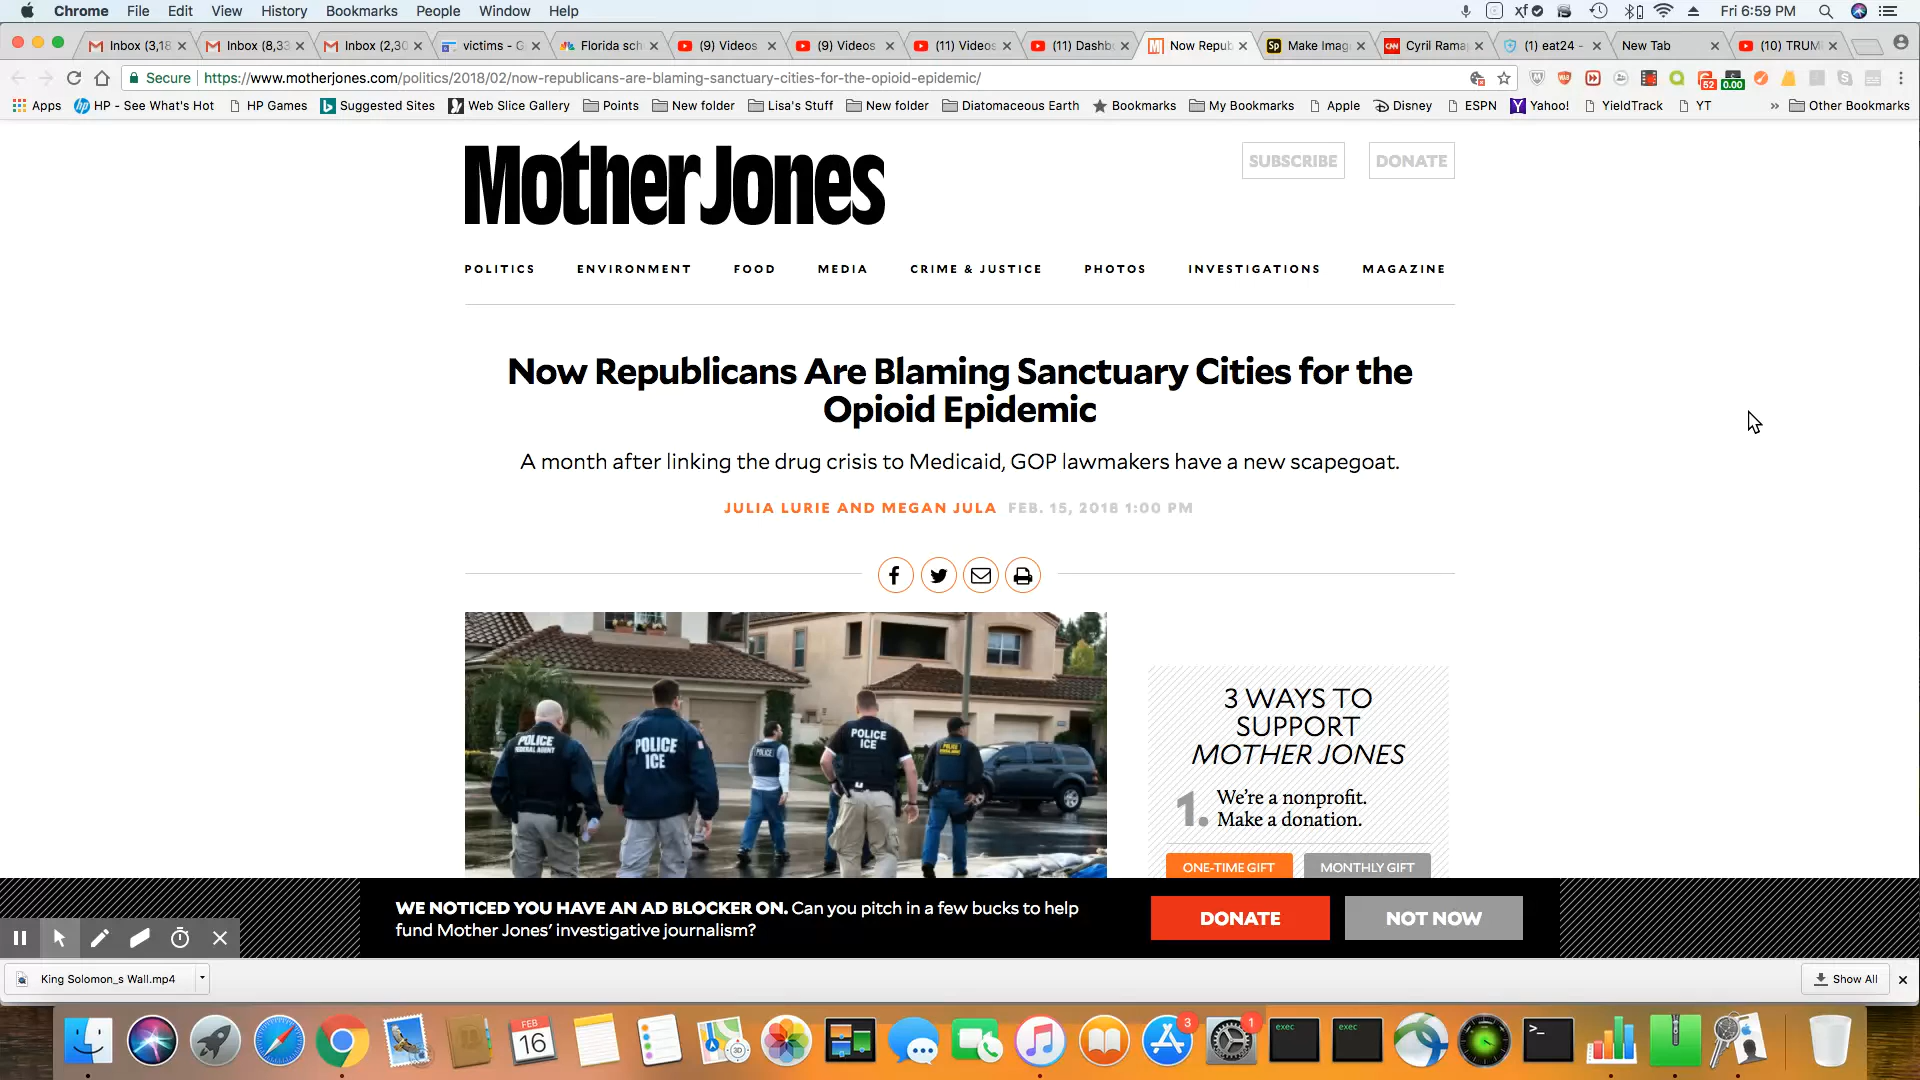 Chrome File Edit View History Bookmarks People Window Help Fri 6:59 PM
Inbox (3,18 Inbox (8,33 Inbox (2,30 victims - G Florida sch (9) Videos (9) Videos (11) Videos (11) Dashb Now Repub Make Imag Cyril Rama (1) eat24 - New Tab (10) TRUM
Secure https://www.motherjones.com/politics/2018/02/now-republicans-are-blaming-sanctuary-cities-for-the-opioid-epidemic/ 52 0.00
Apps HP - See What's Hot HP Games Suggested Sites Web Slice Gallery Points New folder Lisa's Stuff New folder Diatomaceous Earth Bookmarks My Bookmarks Apple Disney ESPN Yahoo! YieldTrack YT » Other Bookmarks
Mother Jones
SUBSCRIBE DONATE
POLITICS ENVIRONMENT FOOD MEDIA CRIME & JUSTICE PHOTOS INVESTIGATIONS MAGAZINE
Now Republicans Are Blaming Sanctuary Cities for the
Opioid Epidemic
A month after linking the drug crisis to Medicaid, GOP lawmakers have a new scapegoat.
JULIA LURIE AND MEGAN JULA FEB. 15, 2018 1:00 PM
POLICE
FEDERAL AGENT
POLICE
ICE
POLICE
POLICE
ICE
POLICE
3 WAYS TO
SUPPORT
MOTHER JONES
1. We're a nonprofit.
Make a donation.
ONE-TIME GIFT MONTHLY GIFT
WE NOTICED YOU HAVE AN AD BLOCKER ON. Can you pitch in a few bucks to help
fund Mother Jones' investigative journalism?
DONATE NOT NOW
King Solomon_s Wall.mp4 Show All
FEB
16
3D
3
1
exec
exec